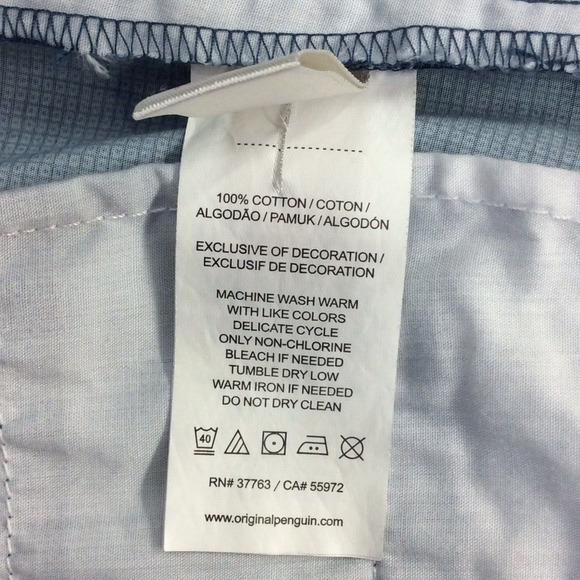 100% COTTON / COTON /
ALGODÃO / PAMUK / ALGODÓN
EXCLUSIVE OF DECORATION /
EXCLUSIF DE DECORATION
MACHINE WASH WARM
WITH LIKE COLORS
DELICATE CYCLE
ONLY NON-CHLORINE
BLEACH IF NEEDED
TUMBLE DRY LOW
WARM IRON IF NEEDED
DO NOT DRY CLEAN
40
RN# 37763 / CA# 55972
www.originalpenguin.com